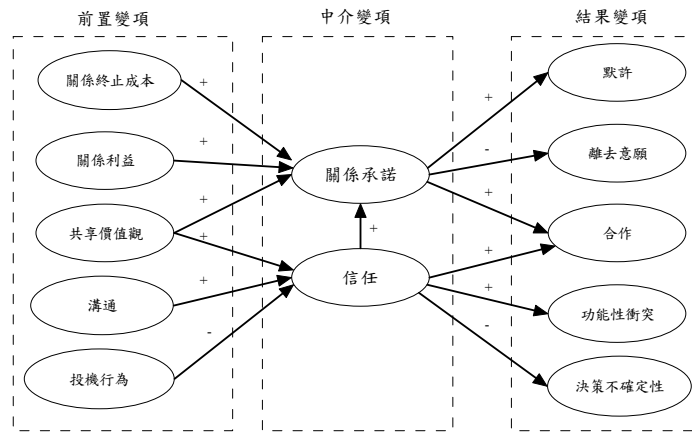 前置變項
中介變項
結果變項
關係終止成本
關係利益
共享價值觀
溝通
投機行為
+
+
+
+
+
-
關係承諾
+
信任
+
-
+
+
+
-
默許
離去意願
合作
功能性衝突
決策不確定性